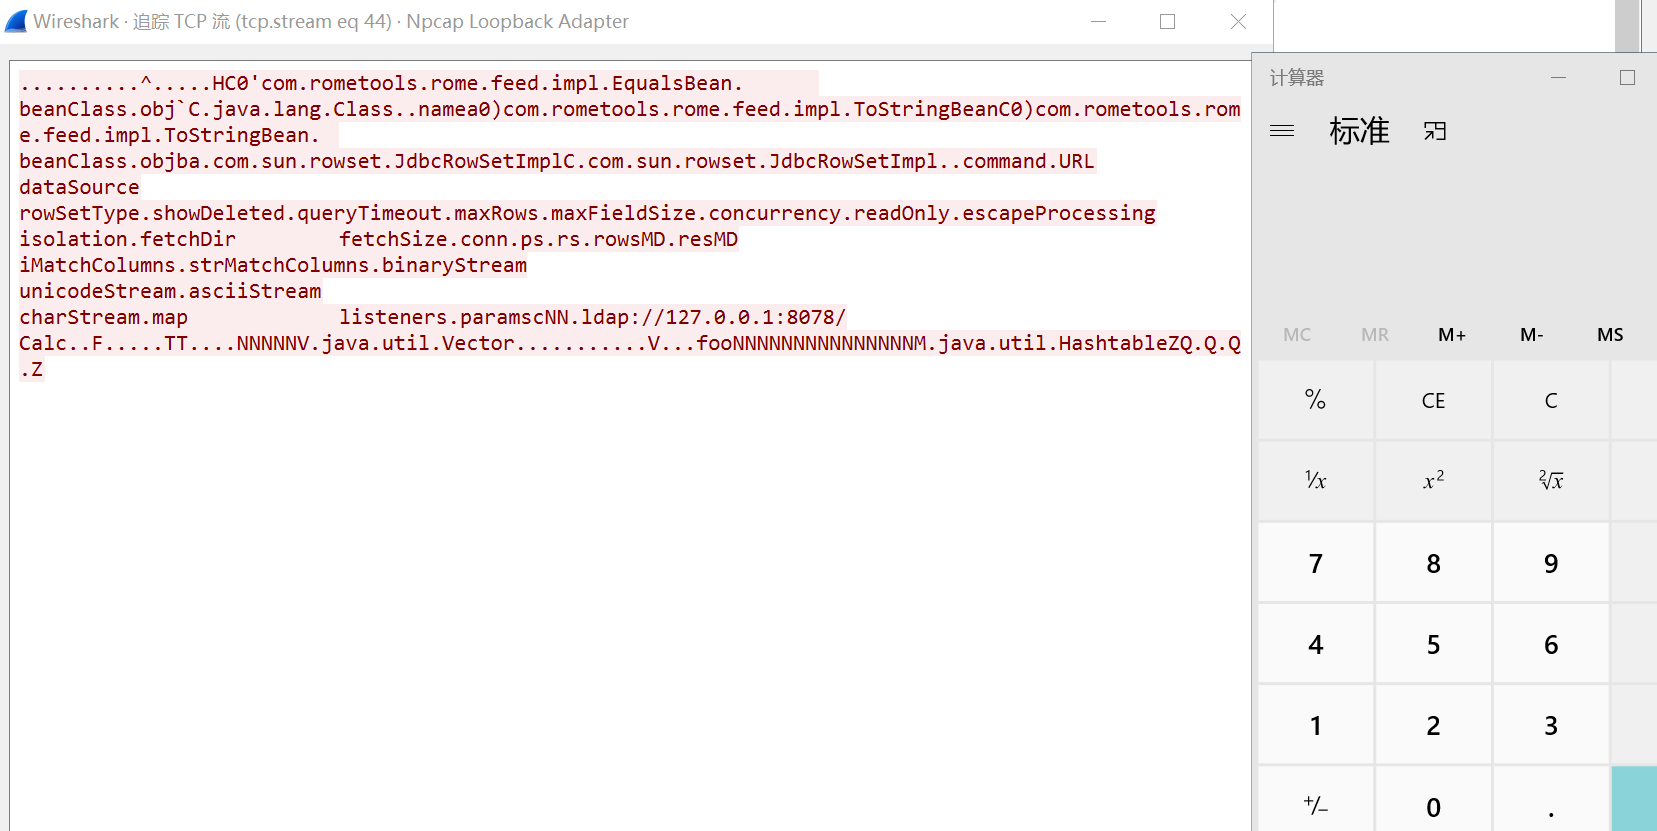 Wireshark · 追踪 TCP 流 (tcp.stream eq 44) · Npcap Loopback Adapter
..........^.....HC0'com.rometools.rome.feed.impl.EqualsBean.
beanClass.obj`C.java.lang.Class..namea0)com.rometools.rome.feed.impl.ToStringBeanC0)com.rometools.rom
e.feed.impl.ToStringBean.
beanClass.objba.com.sun.rowset.JdbcRowSetImplC.com.sun.rowset.JdbcRowSetImpl..command.URL
dataSource
rowSetType.showDeleted.queryTimeout.maxRows.maxFieldSize.concurrency.readOnly.escapeProcessing
isolation.fetchDir fetchSize.conn.ps.rs.rowsMD.resMD
iMatchColumns.strMatchColumns.binaryStream
unicodeStream.asciiStream
charStream.map listeners.paramscNN.ldap://127.0.0.1:8078/
Calc..F.....TT....NNNNNV.java.util.Vector...........V...fooNNNNNNNNNNNNNNNM.java.util.HashtableZQ.Q.Q
.Z
计算器
标准
MC MR M+ M- MS
% CE C
¹/x x² ²√x
7 8 9
4 5 6
1 2 3
+/- 0 .